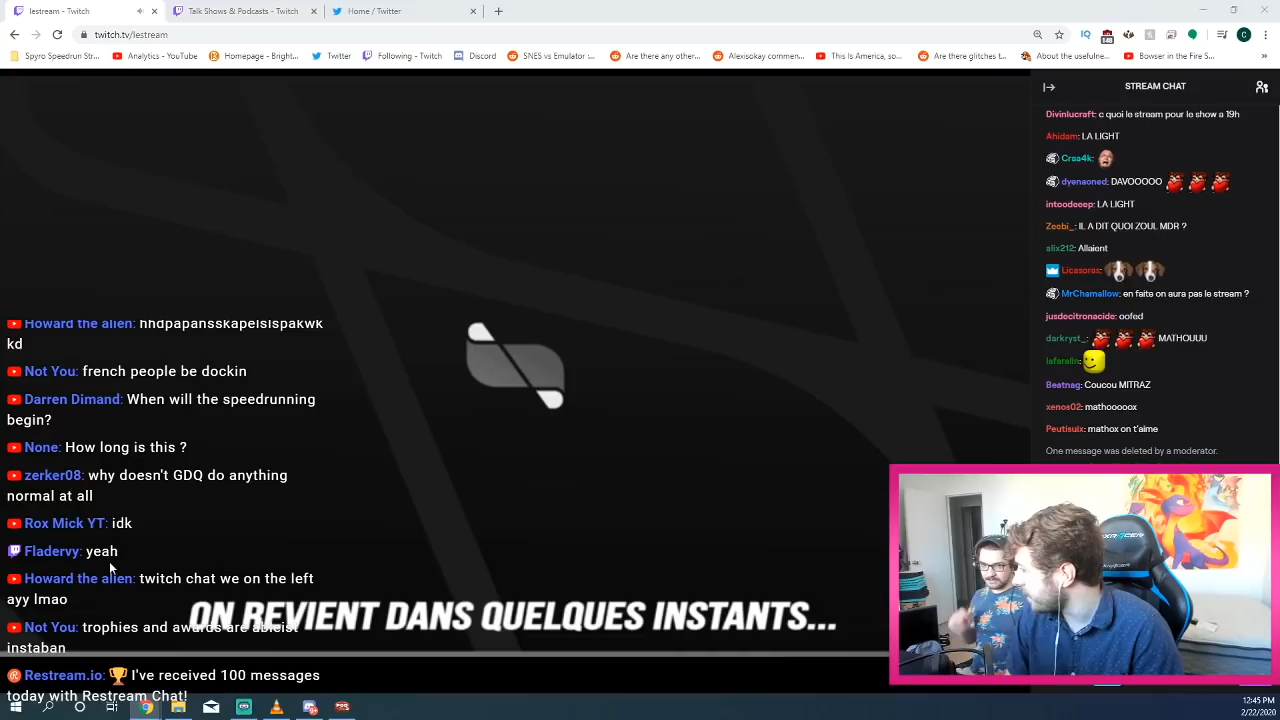 lestream - Twitch
Talk Shows & Podcasts - Twitch
Home / Twitter
twitch.tv/lestream
Spyro Speedrun Stre...
Analytics - YouTube
Homepage - Bright...
Twitter
Following - Twitch
Discord
SNES vs Emulator :...
Are there any other...
Alexisokay commen...
This Is America, so...
Are there glitches t...
About the usefulne...
Bowser in the Fire S...
STREAM CHAT
Divinlucraft: c quoi le stream pour le show a 19h
Ahidam: LA LIGHT
Craa4k:
dyenaoned: DAVOOOOO
intoodeeep: LA LIGHT
Zeebi_: IL A DIT QUOI ZOUL MDR ?
alix212: Allaient
Licasoras:
MrChamallow: en faite on aura pas le stream ?
jusdecitronacide: oofed
darkryst_: MATHOUUU
lafaralin:
Beatnag: Coucou MITRAZ
xenos02: mathooooox
Peutisuix: mathox on t'aime
One message was deleted by a moderator.
Howard the alien: hhdpapansskapelsispakwk
kd
Not You: french people be dockin
Darren Dimand: When will the speedrunning
begin?
None: How long is this ?
zerker08: why doesn't GDQ do anything
normal at all
Rox Mick YT: idk
Fladervy: yeah
Howard the alien: twitch chat we on the left
ayy lmao
Not You: trophies and awards are ableist
instaban
Restream.io: I've received 100 messages
today with Restream Chat!
ON REVIENT DANS QUELQUES INSTANTS...
12:45 PM
2/22/2020